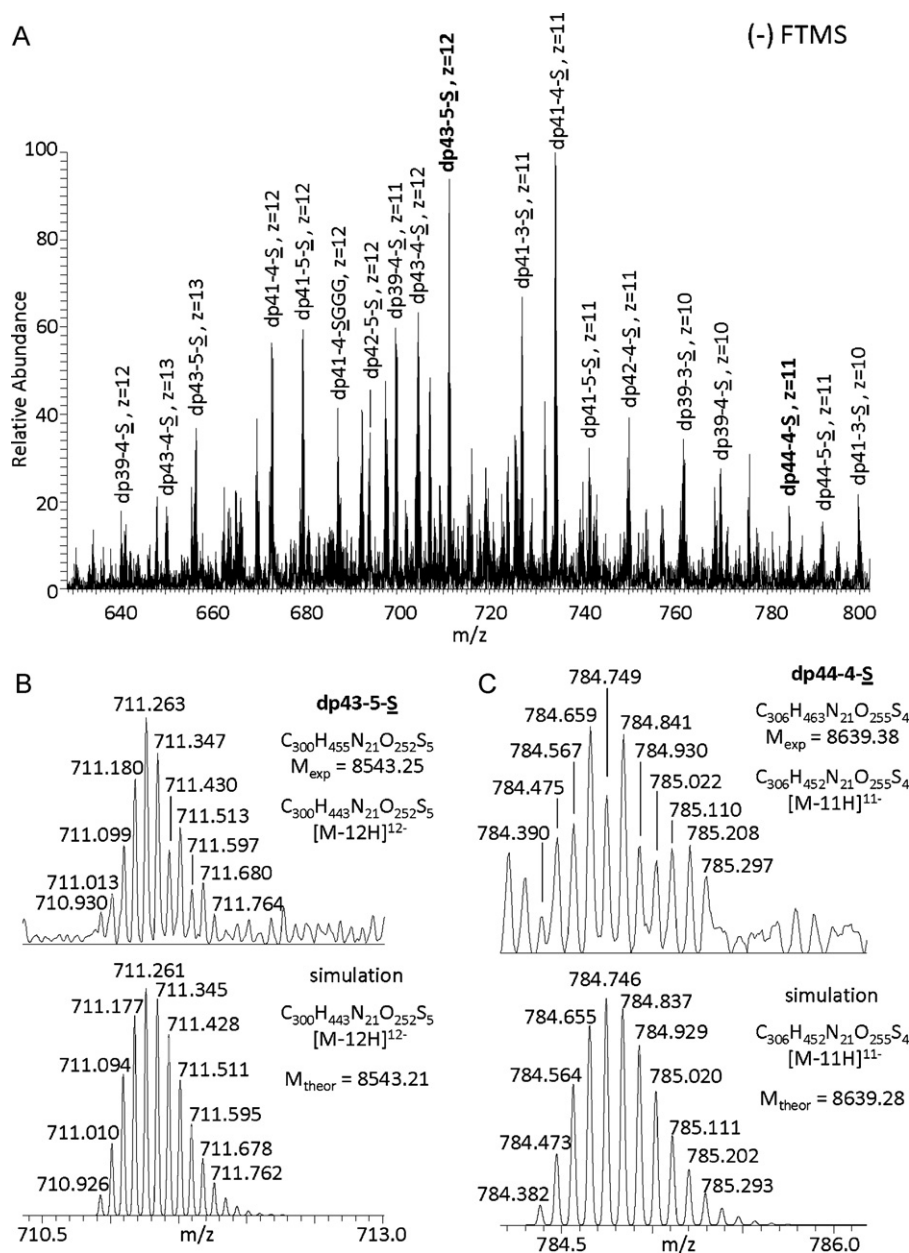 A
(-) FTMS
Relative Abundance
100
80
60
40
20
0
dp39-4-S, z=12
dp43-4-S, z=13
dp43-5-S, z=13
dp41-4-S, z=12
dp41-5-S, z=12
dp41-4-SGGG, z=12
dp42-5-S, z=12
dp39-4-S, z=11
dp43-4-S, z=12
dp43-5-S, z=12
dp41-3-S, z=11
dp41-4-S, z=11
dp41-5-S, z=11
dp42-4-S, z=11
dp39-3-S, z=10
dp39-4-S, z=10
dp44-4-S, z=11
dp44-5-S, z=11
dp41-3-S, z=10
640 660 680 700 720 740 760 780 800
m/z
B
711.263
711.347
711.180
711.430
711.099
711.513
711.597
711.013
711.680
710.930
711.764
dp43-5-S
C300H455N21O252S5
Mexp = 8543.25
C300H443N21O252S5
[M-12H]12-
711.261
711.177
711.345
711.428
711.094
711.511
711.010
711.595
711.678
710.926
711.762
simulation
C300H443N21O252S5
[M-12H]12-
Mtheor = 8543.21
710.5 m/z 713.0
C
784.749
784.659
784.841
784.567
784.930
784.475
785.022
784.390
785.110
785.208
785.297
dp44-4-S
C306H463N21O255S4
Mexp = 8639.38
C306H452N21O255S4
[M-11H]11-
784.746
784.655
784.837
784.564
784.929
784.473
785.020
785.111
785.202
784.382
785.293
simulation
C306H452N21O255S4
[M-11H]11-
Mtheor = 8639.28
784.5 m/z 786.0